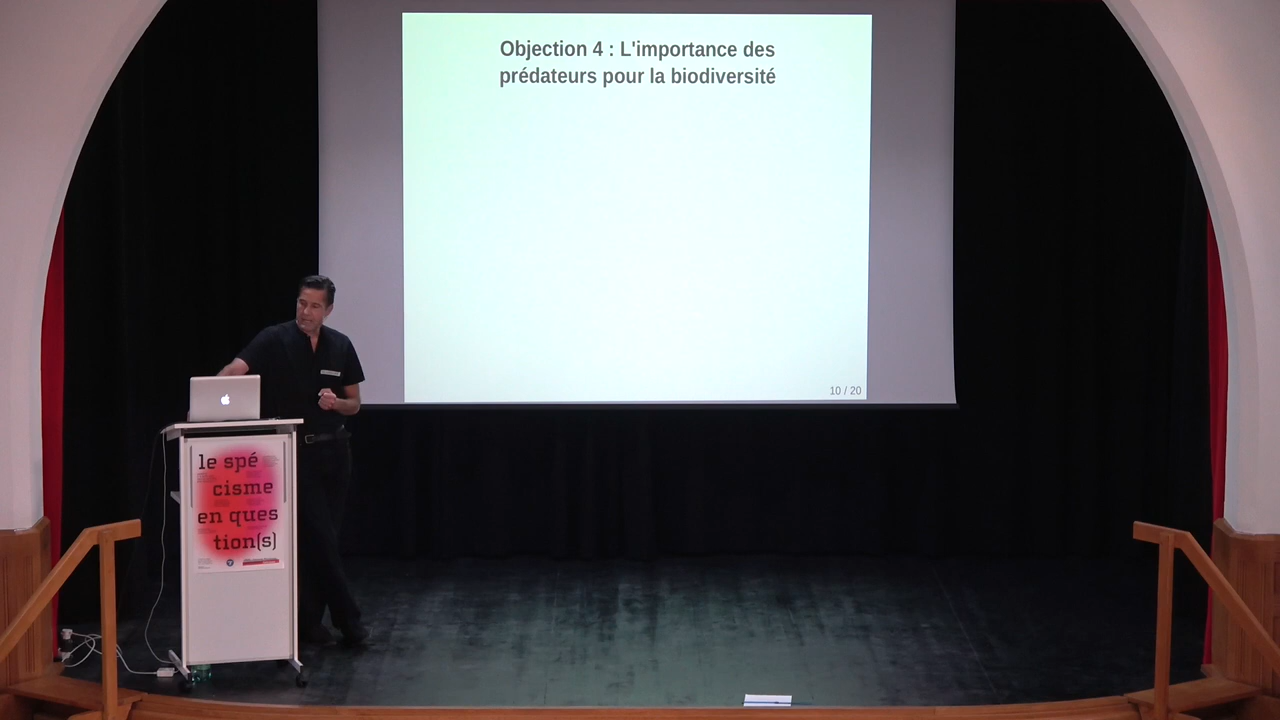 Objection 4 : L'importance des
prédateurs pour la biodiversité
10 / 20
le spé
cisme
en ques
tion(s)